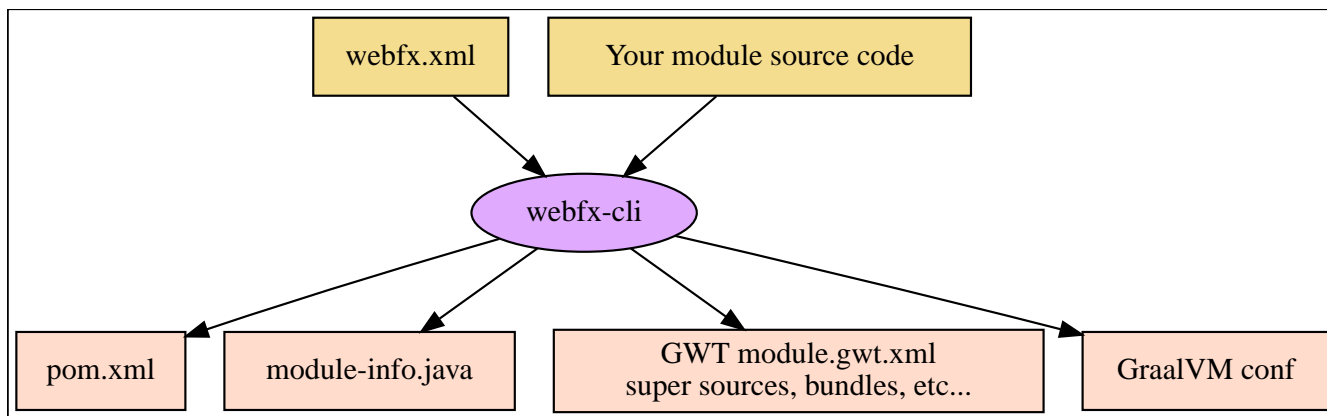 webfx.xml
Your module source code
webfx-cli
pom.xml
module-info.java
GWT module.gwt.xml
super sources, bundles, etc...
GraalVM conf